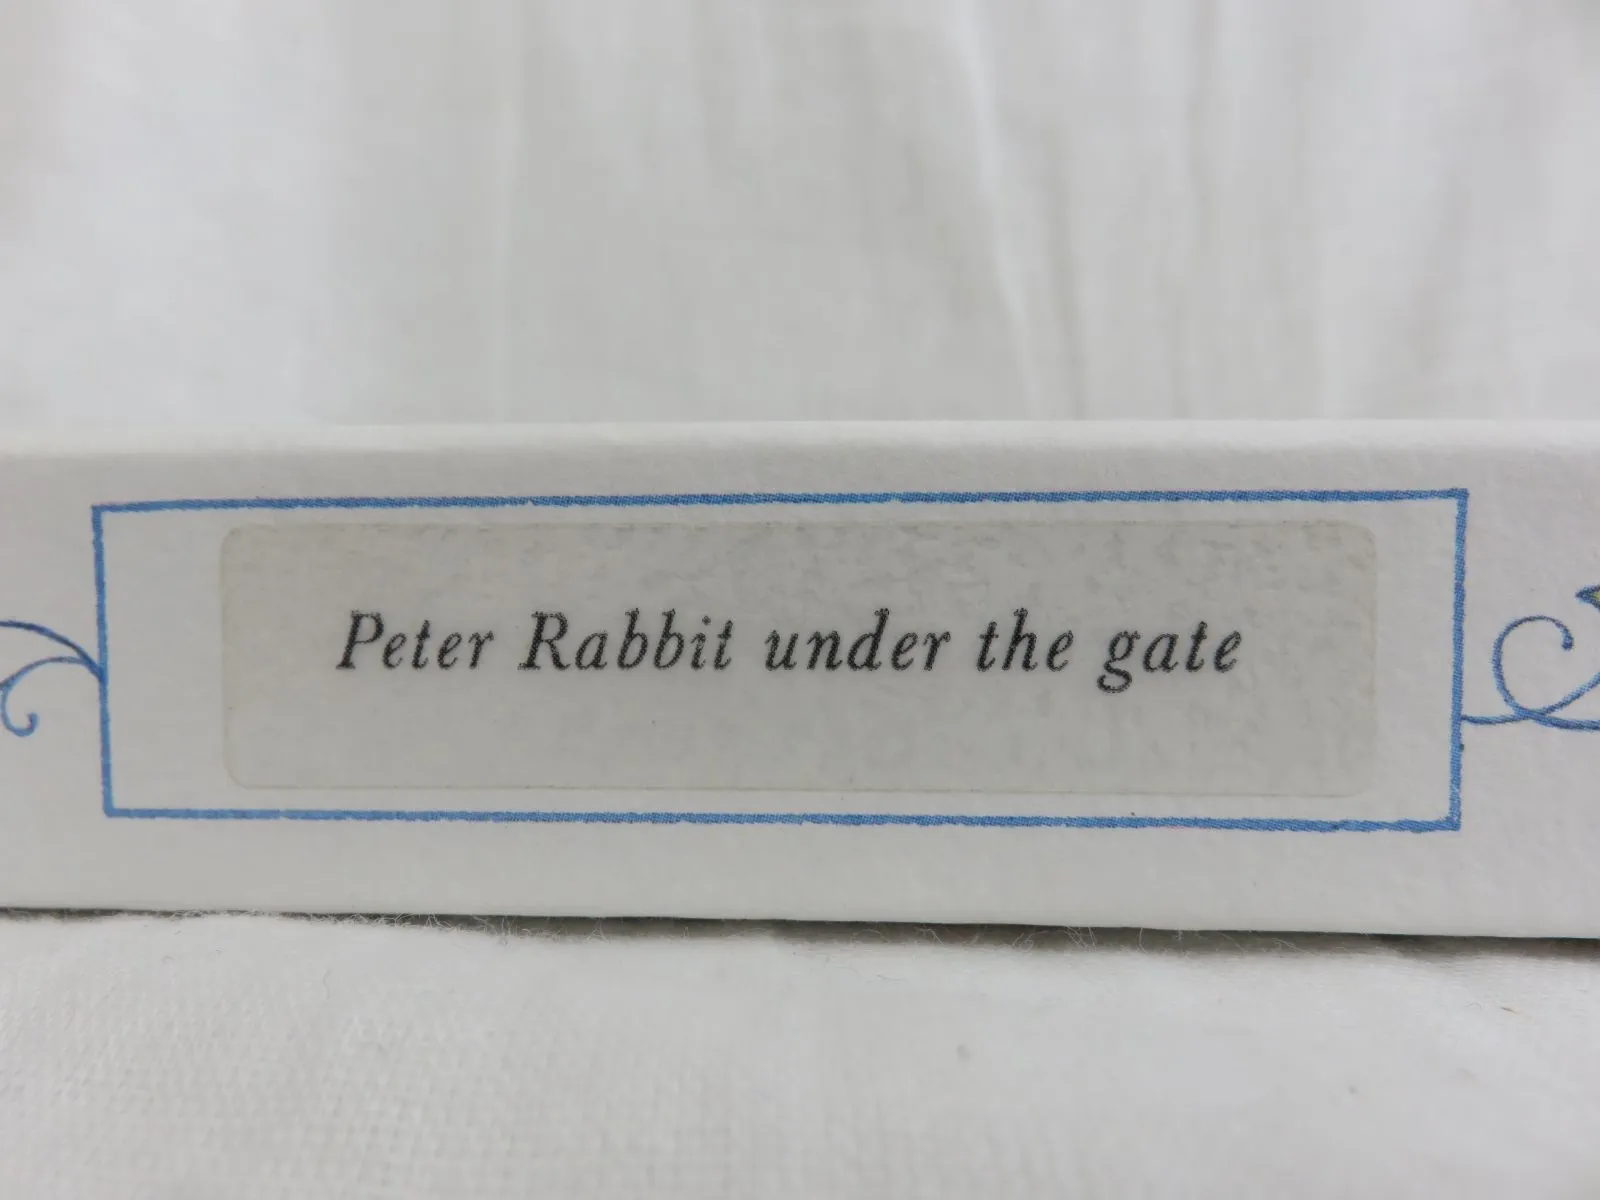 Peter Rabbit under the gate